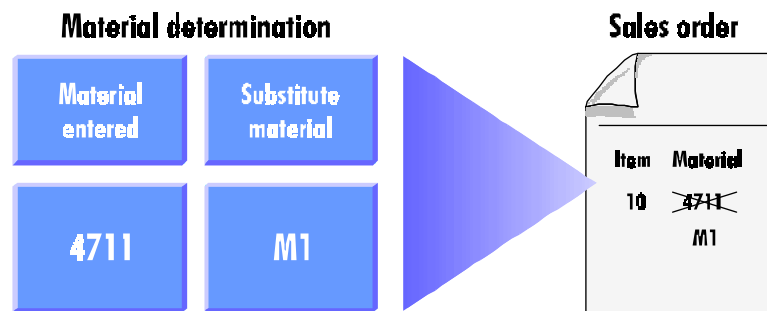 Material determination
Sales order
Material
entered
Substitute
material
4711
M1
Item Material
10 4711
M1